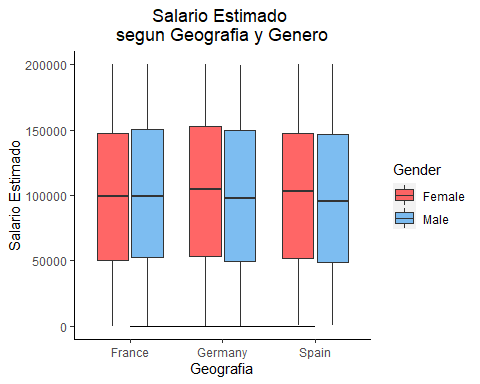 Salario Estimado
segun Geografia y Genero
Salario Estimado
200000
150000
100000
50000
0
France
Germany
Spain
Geografia
Gender
Female
Male